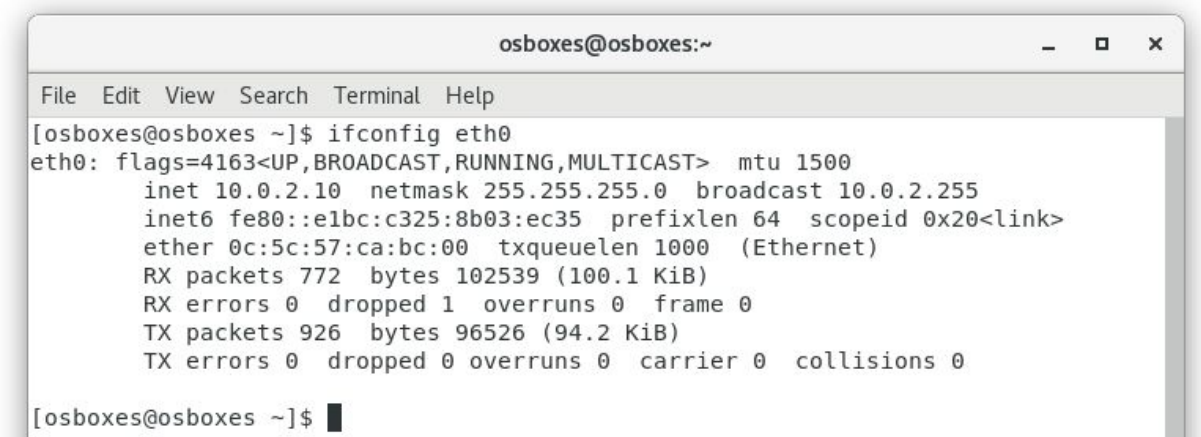 osboxes@osboxes:~
File Edit View Search Terminal Help
[osboxes@osboxes ~]$ ifconfig eth0
eth0: flags=4163<UP,BROADCAST,RUNNING,MULTICAST>  mtu 1500
        inet 10.0.2.10  netmask 255.255.255.0  broadcast 10.0.2.255
        inet6 fe80::e1bc:c325:8b03:ec35  prefixlen 64  scopeid 0x20<link>
        ether 0c:5c:57:ca:bc:00  txqueuelen 1000  (Ethernet)
        RX packets 772  bytes 102539 (100.1 KiB)
        RX errors 0  dropped 1  overruns 0  frame 0
        TX packets 926  bytes 96526 (94.2 KiB)
        TX errors 0  dropped 0 overruns 0  carrier 0  collisions 0
[osboxes@osboxes ~]$